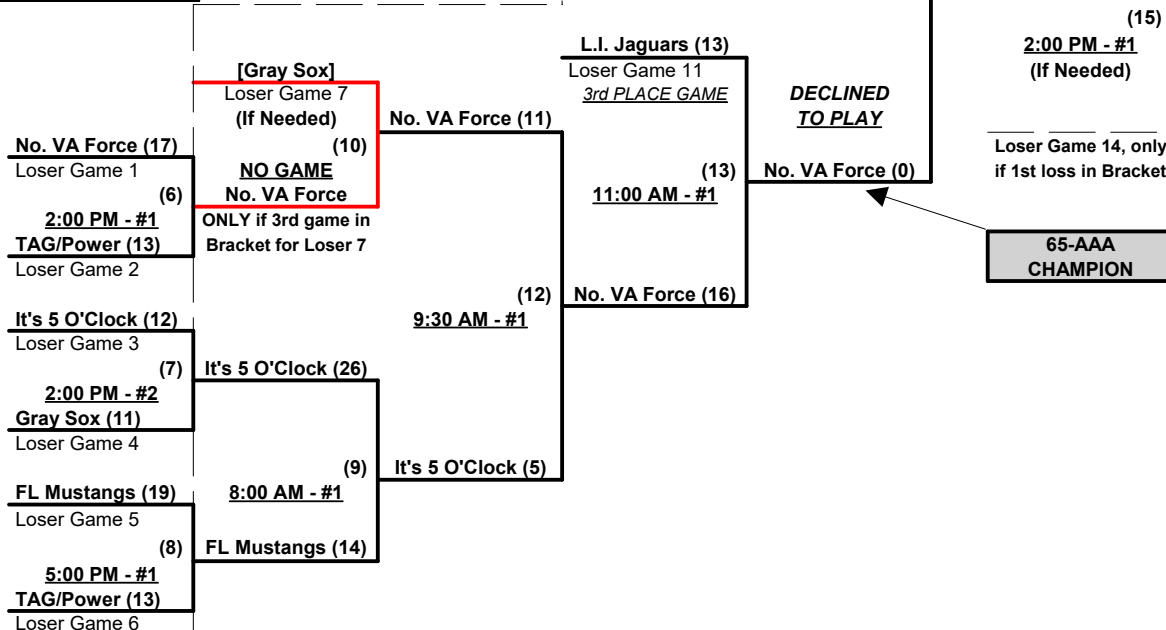 (15)
L.I. Jaguars (13)
2:00 PM - #1
[Gray Sox]
Loser Game 11
(If Needed)
Loser Game 7
3rd PLACE GAME
DECLINED
(If Needed)
No. VA Force (11)
TO PLAY
No. VA Force (17)
(10)
Loser Game 14, only
Loser Game 1
NO GAME
(13)
No. VA Force (0)
if 1st loss in Bracket
(6)
No. VA Force
11:00 AM - #1
2:00 PM - #1
ONLY if 3rd game in
TAG/Power (13)
Bracket for Loser 7
65-AAA
Loser Game 2
CHAMPION
(12)
No. VA Force (16)
It's 5 O'Clock (12)
9:30 AM - #1
Loser Game 3
(7)
It's 5 O'Clock (26)
2:00 PM - #2
Gray Sox (11)
Loser Game 4
(9)
It's 5 O'Clock (5)
FL Mustangs (19)
8:00 AM - #1
Loser Game 5
(8)
FL Mustangs (14)
5:00 PM - #1
TAG/Power (13)
Loser Game 6